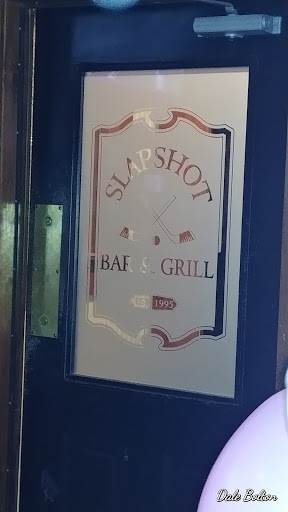 SLAPSHOT
BAR & GRILL
EST 1995
Dale Bolton